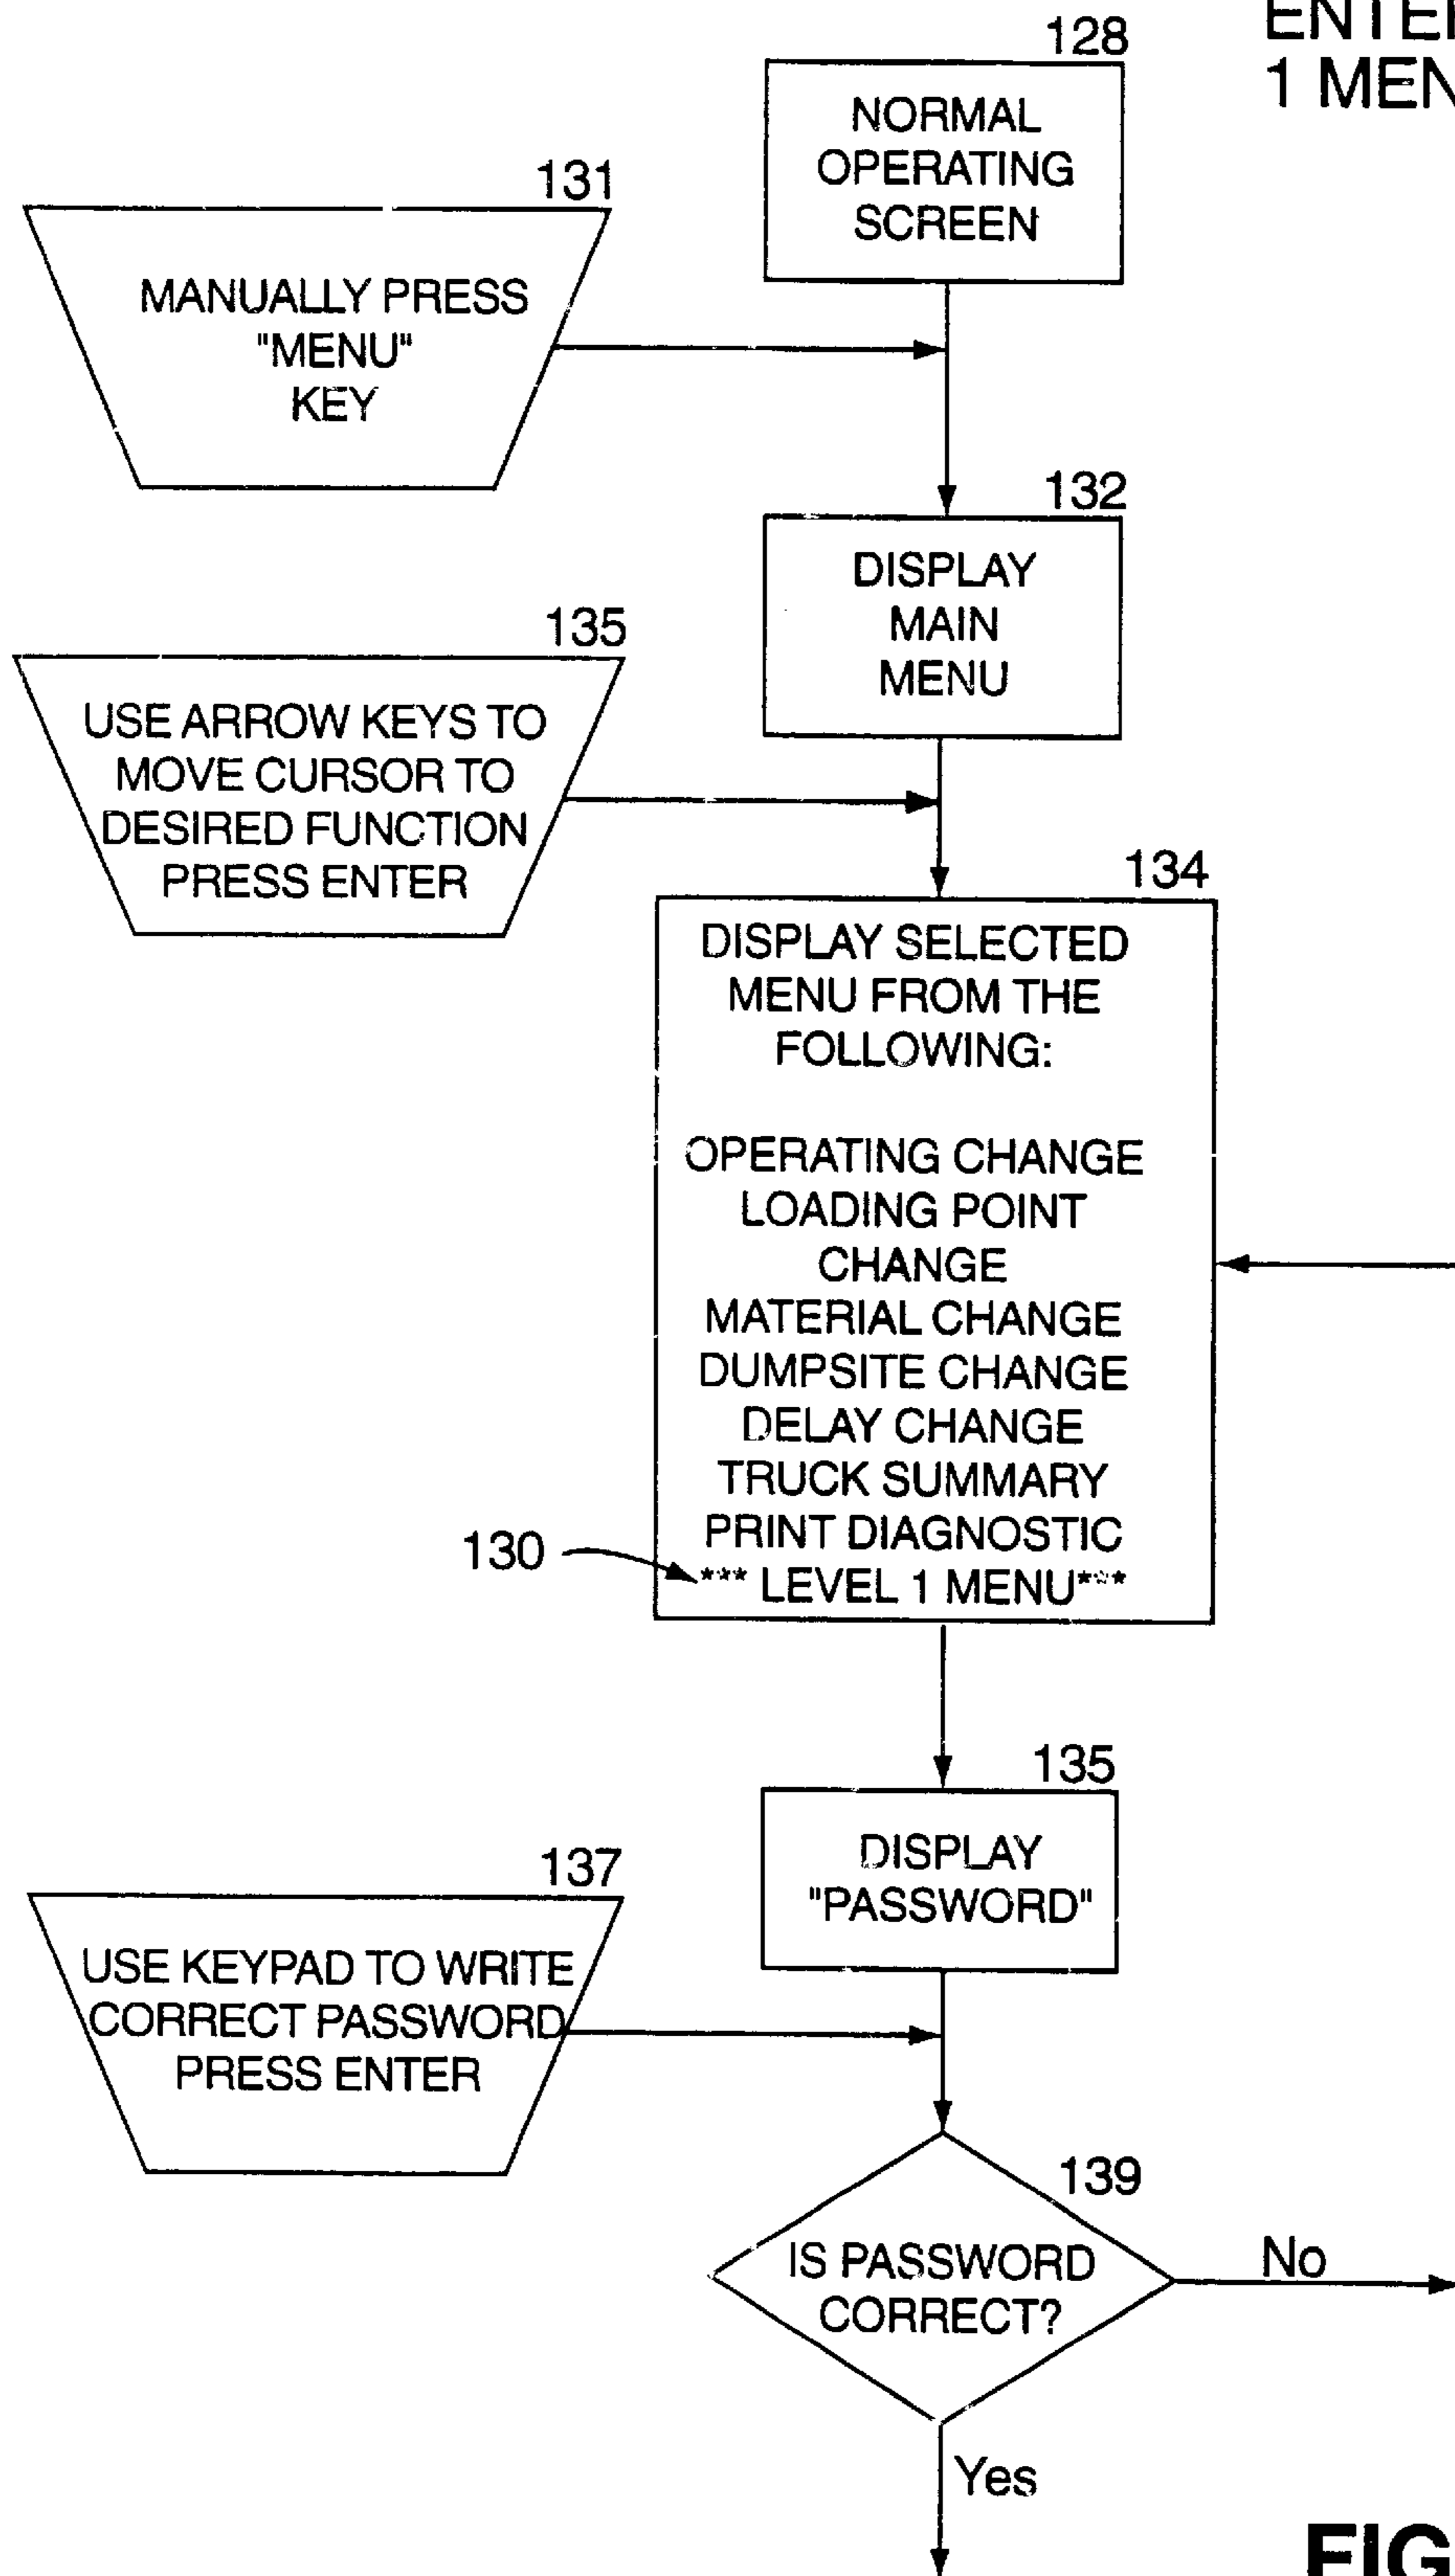 128
NORMAL
OPERATING
SCREEN
131
MANUALLY PRESS
"MENU"
KEY
132
DISPLAY
MAIN
MENU
135
USE ARROW KEYS TO
MOVE CURSOR TO
DESIRED FUNCTION
PRESS ENTER
134
DISPLAY SELECTED
MENU FROM THE
FOLLOWING:
OPERATING CHANGE
LOADING POINT
CHANGE
MATERIAL CHANGE
DUMPSITE CHANGE
DELAY CHANGE
TRUCK SUMMARY
PRINT DIAGNOSTIC
130
*** LEVEL 1 MENU***
135
DISPLAY
"PASSWORD"
137
USE KEYPAD TO WRITE
CORRECT PASSWORD
PRESS ENTER
139
IS PASSWORD
CORRECT?
No
Yes
1
FIG